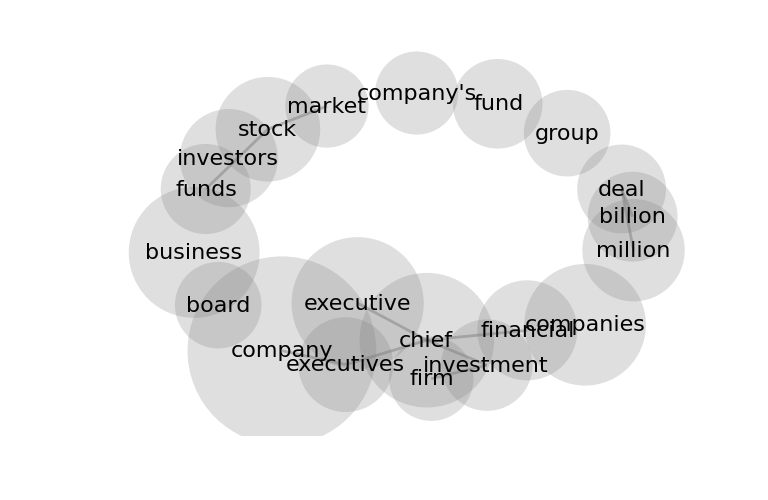 company's
fund
market
stock
group
investors
funds
deal
billion
business
million
executive
board
companies
financial
chief
company
executives
investment
firm